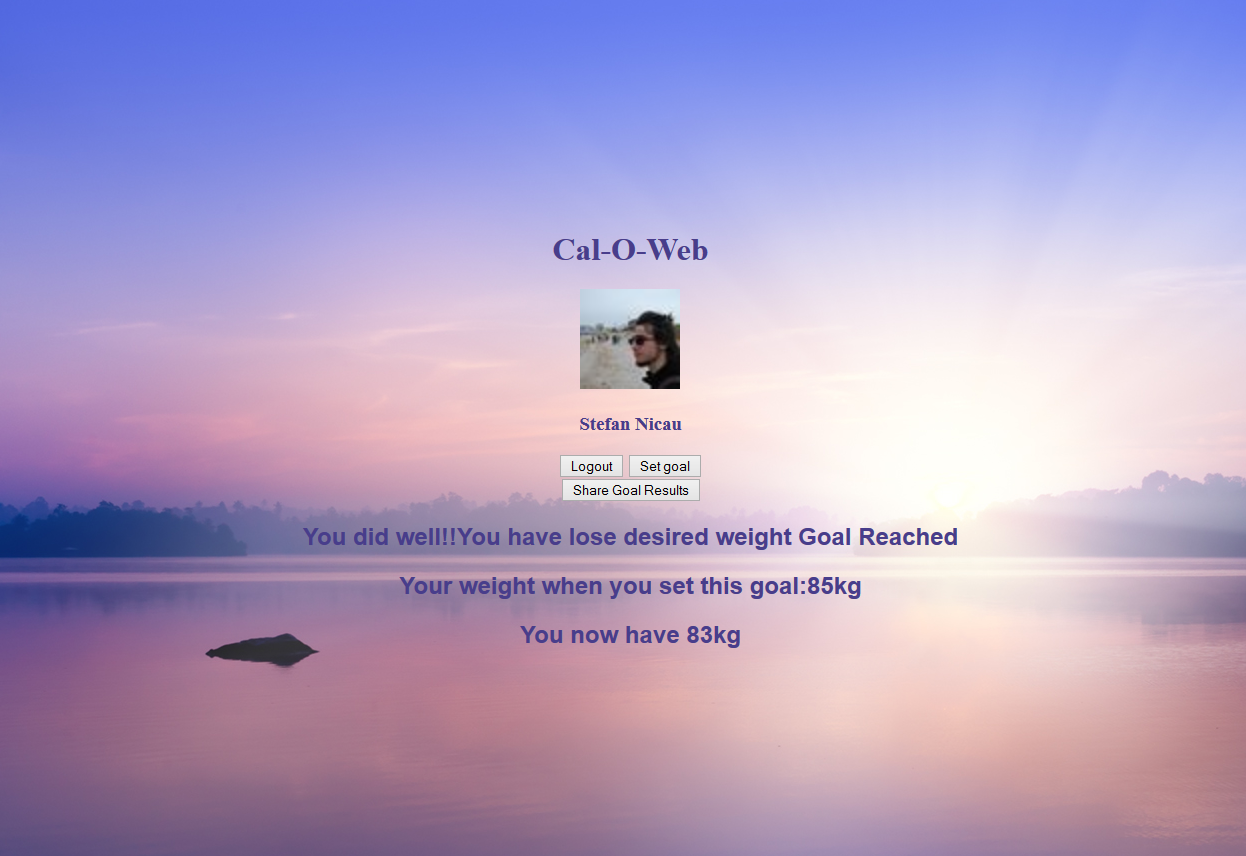 Cal-O-Web
Stefan Nicau
Logout Set goal
Share Goal Results
You did well!!You have lose desired weight Goal Reached
Your weight when you set this goal:85kg
You now have 83kg